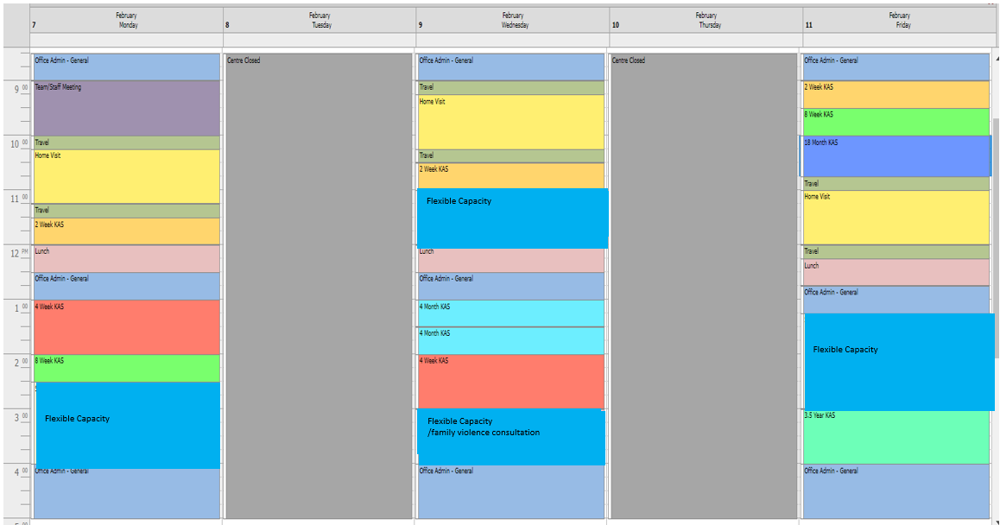 February
7 Monday
February
8 Tuesday
February
9 Wednesday
February
10 Thursday
February
11 Friday
9 00
10 00
11 00
12 PM
1 00
2 00
3 00
4 00
Office Admin - General
Team/Staff Meeting
Travel
Home Visit
Travel
2 Week KAS
Lunch
Office Admin - General
4 Week KAS
8 Week KAS
Flexible Capacity
Office Admin - General
Centre Closed
Office Admin - General
Travel
Home Visit
Travel
2 Week KAS
Flexible Capacity
Lunch
Office Admin - General
4 Month KAS
4 Month KAS
4 Week KAS
Flexible Capacity
/family violence consultation
Office Admin - General
Centre Closed
Office Admin - General
2 Week KAS
8 Week KAS
18 Month KAS
Travel
Home Visit
Travel
Lunch
Office Admin - General
Flexible Capacity
3.5 Year KAS
Office Admin - General